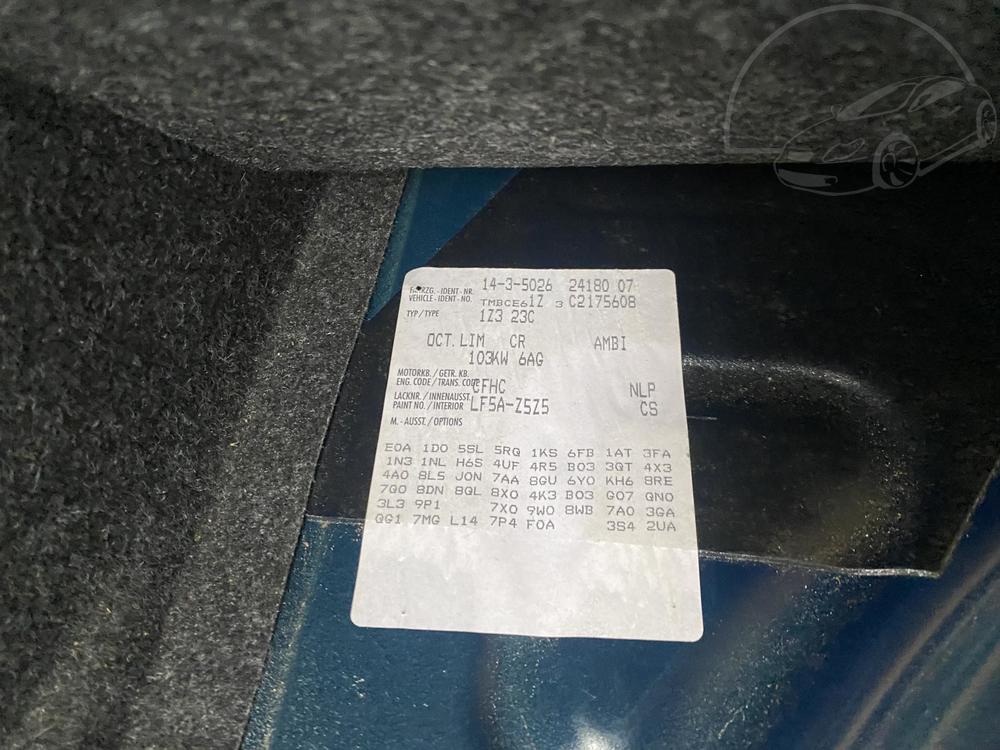 14-3-5026 24180 07
FAHRZG.-IDENT-NR.
VEHICLE-IDENT-NO. TMBCE61Z 3 C2175608
TYP/TYPE 1Z3 23C
OCT.LIM CR AMBI
103KW 6AG
MOTORKB./GETR.KB.
ENG. CODE/TRANS. CODE CFHC NLP
LACKNR./INNENAUSST.
PAINT NO./INTERIOR LF5A-Z5Z5 CS
M.-AUSST./OPTIONS
E0A 1D0 5SL 5RQ 1KS 6FB 1AT 3FA
1N3 1NL H6S 4UF 4R5 B03 3QT 4X3
4A0 8LS J0N 7AA 8GU 6Y0 KH6 8RE
7G0 8DN 8QL 8X0 4K3 B03 G07 QN0
3L3 9P1 7X0 9W0 8WB 7A0 3GA
QG1 7MG L14 7P4 F0A 3S4 2UA